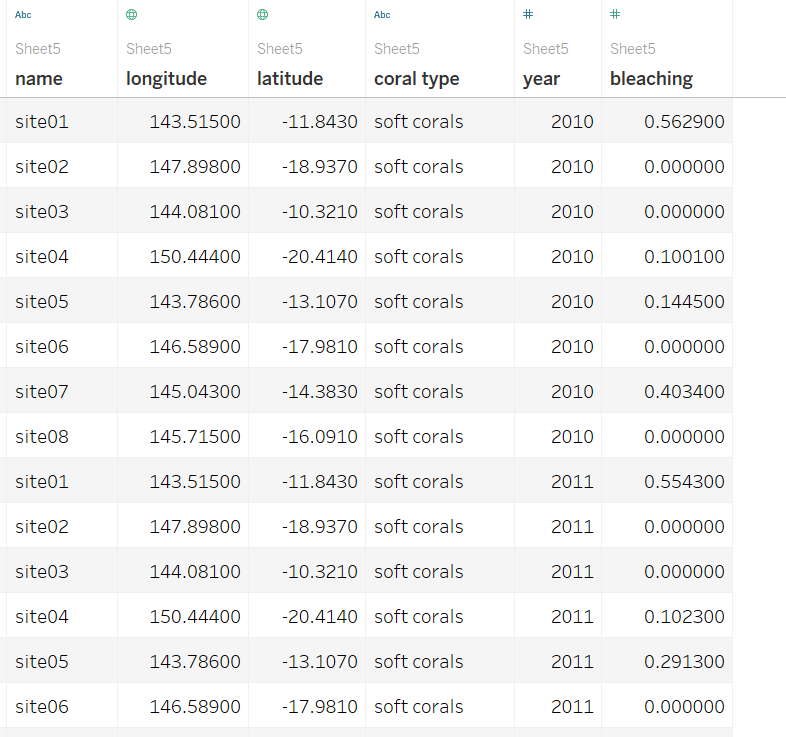 Abc Abc
Sheet5 Sheet5 Sheet5 Sheet5 Sheet5 Sheet5
name longitude latitude coral type year bleaching
site01 143.51500 -11.8430 soft corals 2010 0.562900
site02 147.89800 -18.9370 soft corals 2010 0.000000
site03 144.08100 -10.3210 soft corals 2010 0.000000
site04 150.44400 -20.4140 soft corals 2010 0.100100
site05 143.78600 -13.1070 soft corals 2010 0.144500
site06 146.58900 -17.9810 soft corals 2010 0.000000
site07 145.04300 -14.3830 soft corals 2010 0.403400
site08 145.71500 -16.0910 soft corals 2010 0.000000
site01 143.51500 -11.8430 soft corals 2011 0.554300
site02 147.89800 -18.9370 soft corals 2011 0.000000
site03 144.08100 -10.3210 soft corals 2011 0.000000
site04 150.44400 -20.4140 soft corals 2011 0.102300
site05 143.78600 -13.1070 soft corals 2011 0.291300
site06 146.58900 -17.9810 soft corals 2011 0.000000